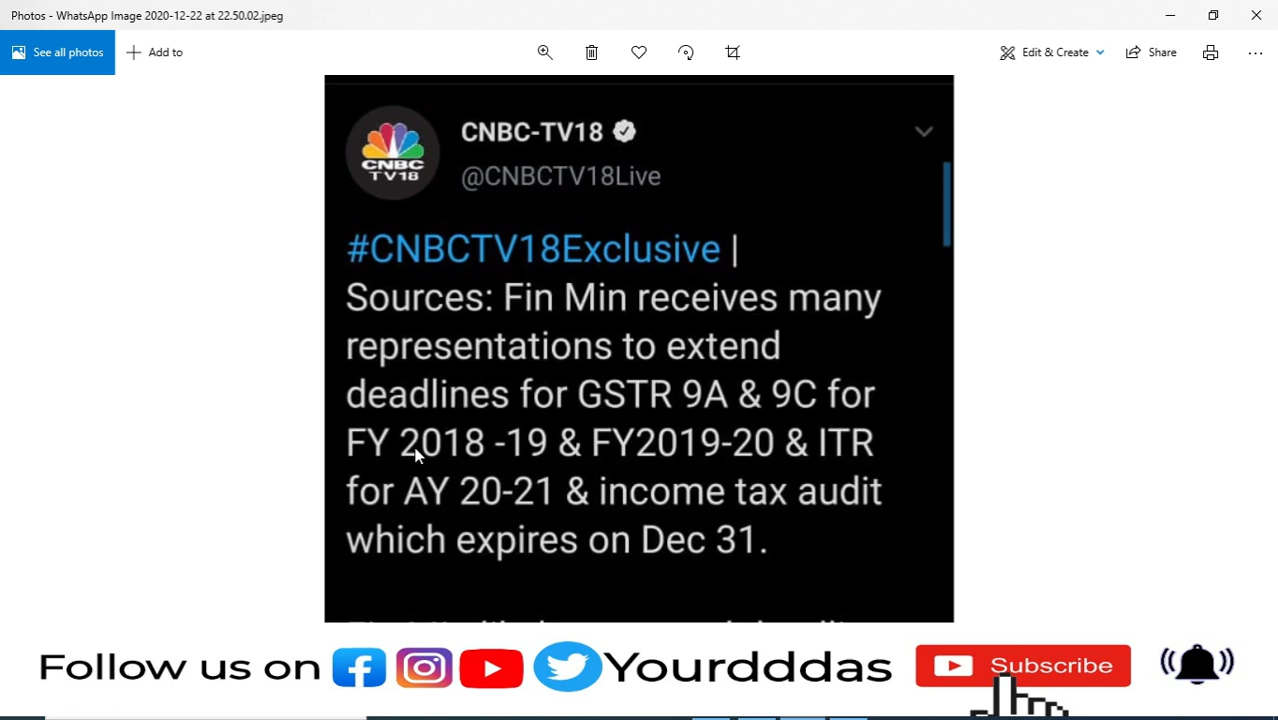 Photos - WhatsApp Image 2020-12-22 at 22.50.02.jpeg
See all photos
Add to
Edit & Create
Share
CNBC TV18
CNBC-TV18
@CNBCTV18Live
#CNBCTV18Exclusive |
Sources: Fin Min receives many
representations to extend
deadlines for GSTR 9A & 9C for
FY 2018 -19 & FY2019-20 & ITR
for AY 20-21 & income tax audit
which expires on Dec 31.
Follow us on Yourdddas Subscribe